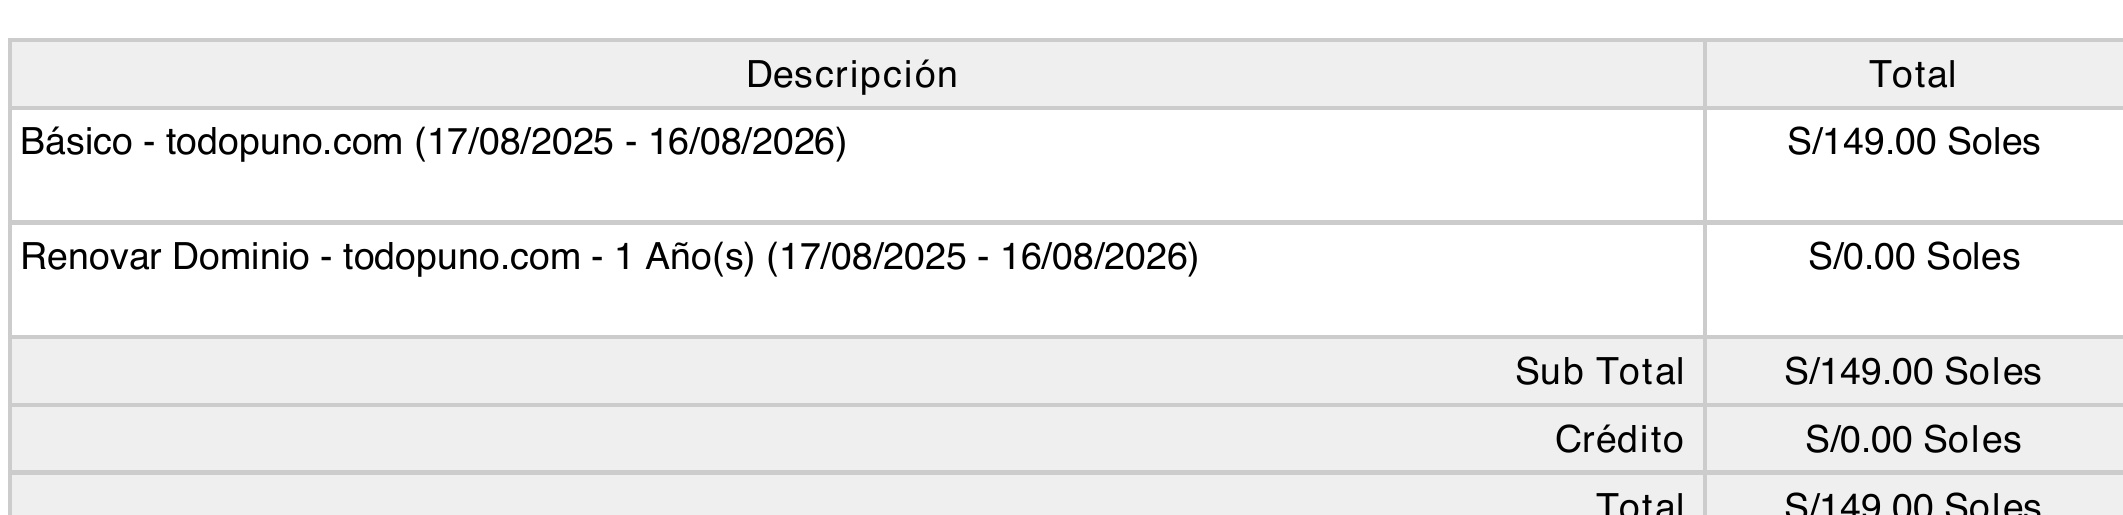 Descripción Total
Básico - todopuno.com (17/08/2025 - 16/08/2026) S/149.00 Soles
Renovar Dominio - todopuno.com - 1 Año(s) (17/08/2025 - 16/08/2026) S/0.00 Soles
Sub Total S/149.00 Soles
Crédito S/0.00 Soles
Total S/149.00 Soles